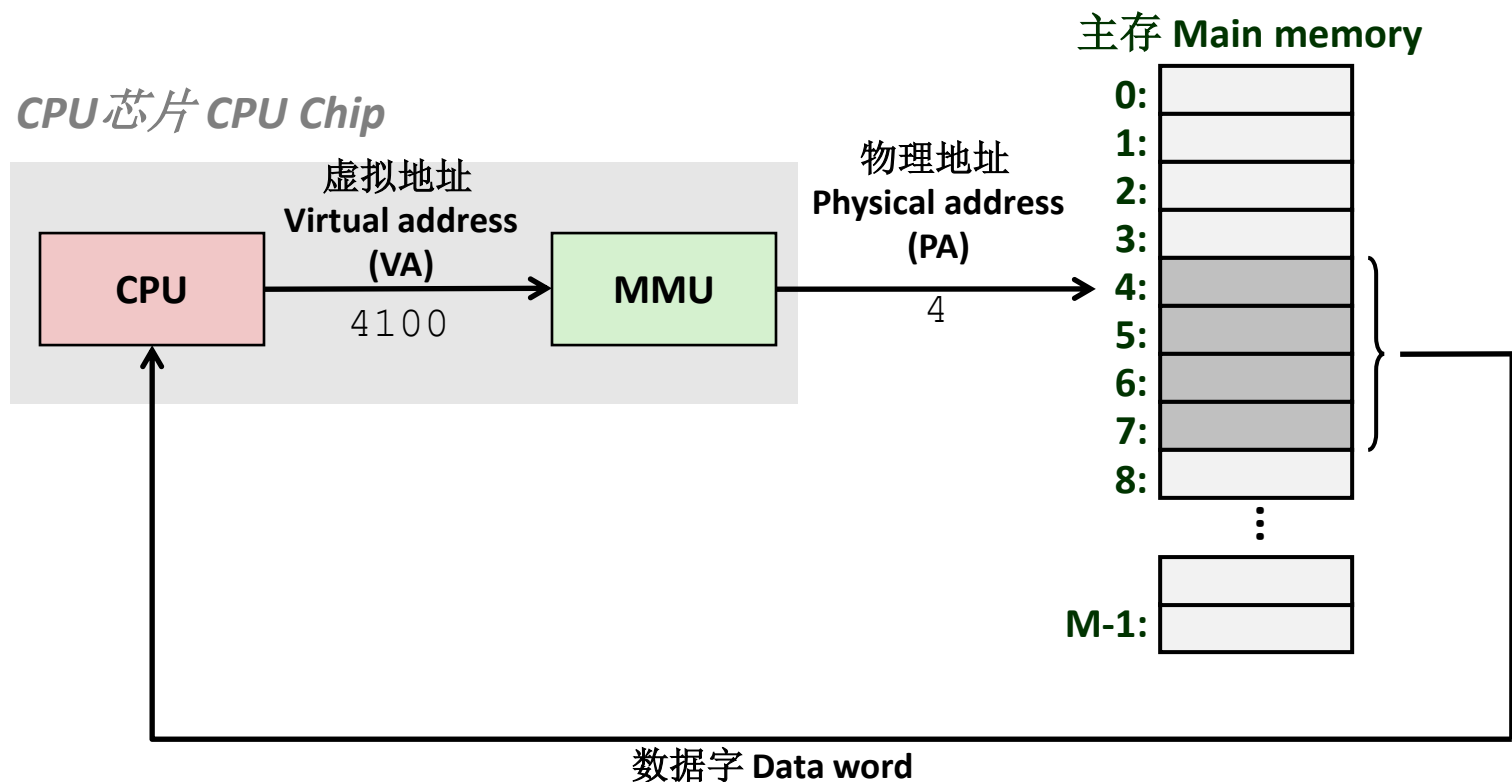 主存 Main memory
CPU芯片 CPU Chip
虚拟地址
Virtual address
(VA)
物理地址
Physical address
(PA)
CPU
4100
MMU
4
0:
1:
2:
3:
4:
5:
6:
7:
8:
...
M-1:
数据字 Data word